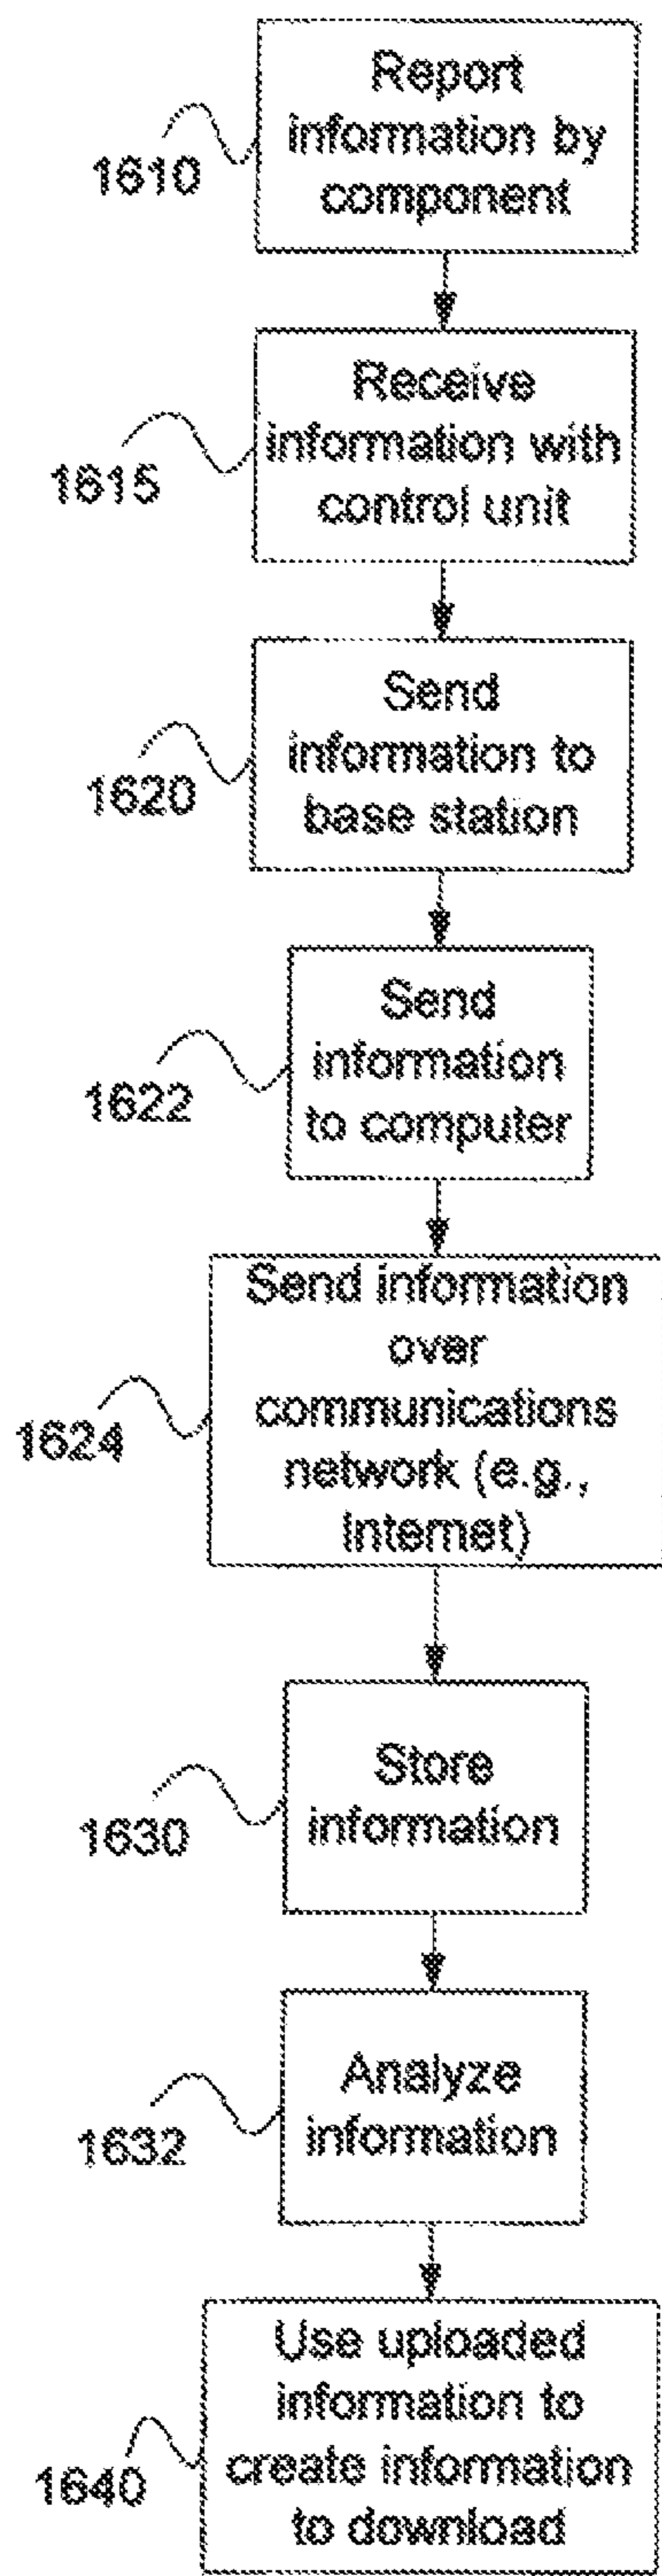 Report
information by
component
1610
Receive
information with
control unit
1615
Send
information to
base station
1620
Send
information
to computer
1622
Send information
over
communications
network (e.g.,
Internet)
1624
Store
information
1630
Analyze
information
1632
Use uploaded
information to
create information
to download
1640